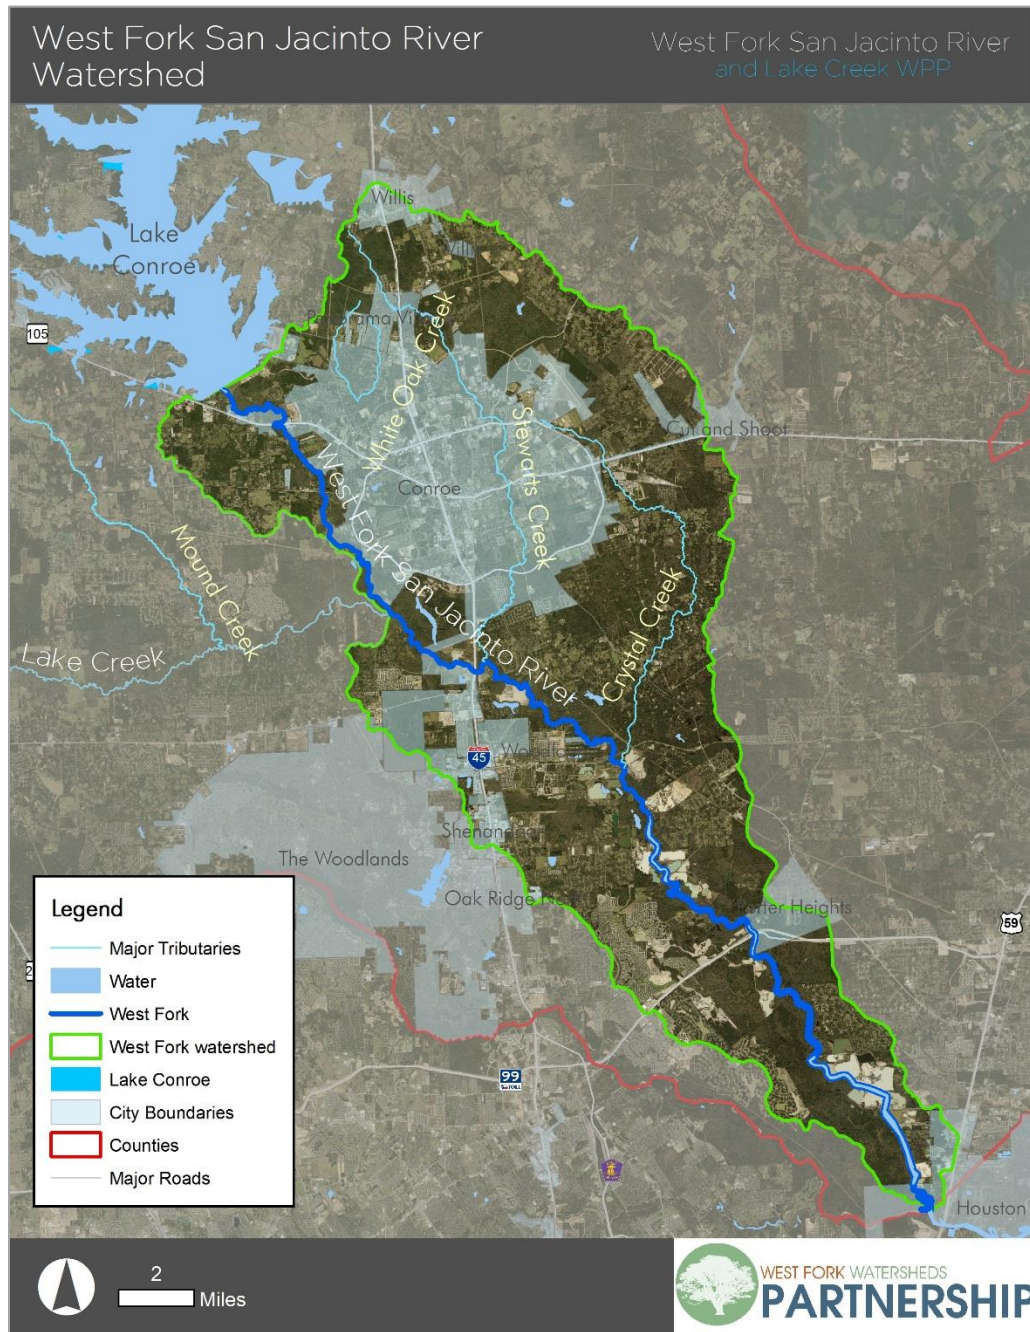 West Fork San Jacinto River
Watershed
West Fork San Jacinto River
and Lake Creek WPP
Willis
Lake
Conroe
105
White Oak Creek
Stewarts Creek
Cut and Shoot
Conroe
West Fork San Jacinto River
Mound Creek
Lake Creek
Crystal Creek
45
Shenandoah
The Woodlands
Oak Ridge
Heights
59
Legend
Major Tributaries
Water
West Fork
West Fork watershed
Lake Conroe
City Boundaries
Counties
Major Roads
99
TOLL
Houston
2
Miles
WEST FORK WATERSHEDS
PARTNERSHIP